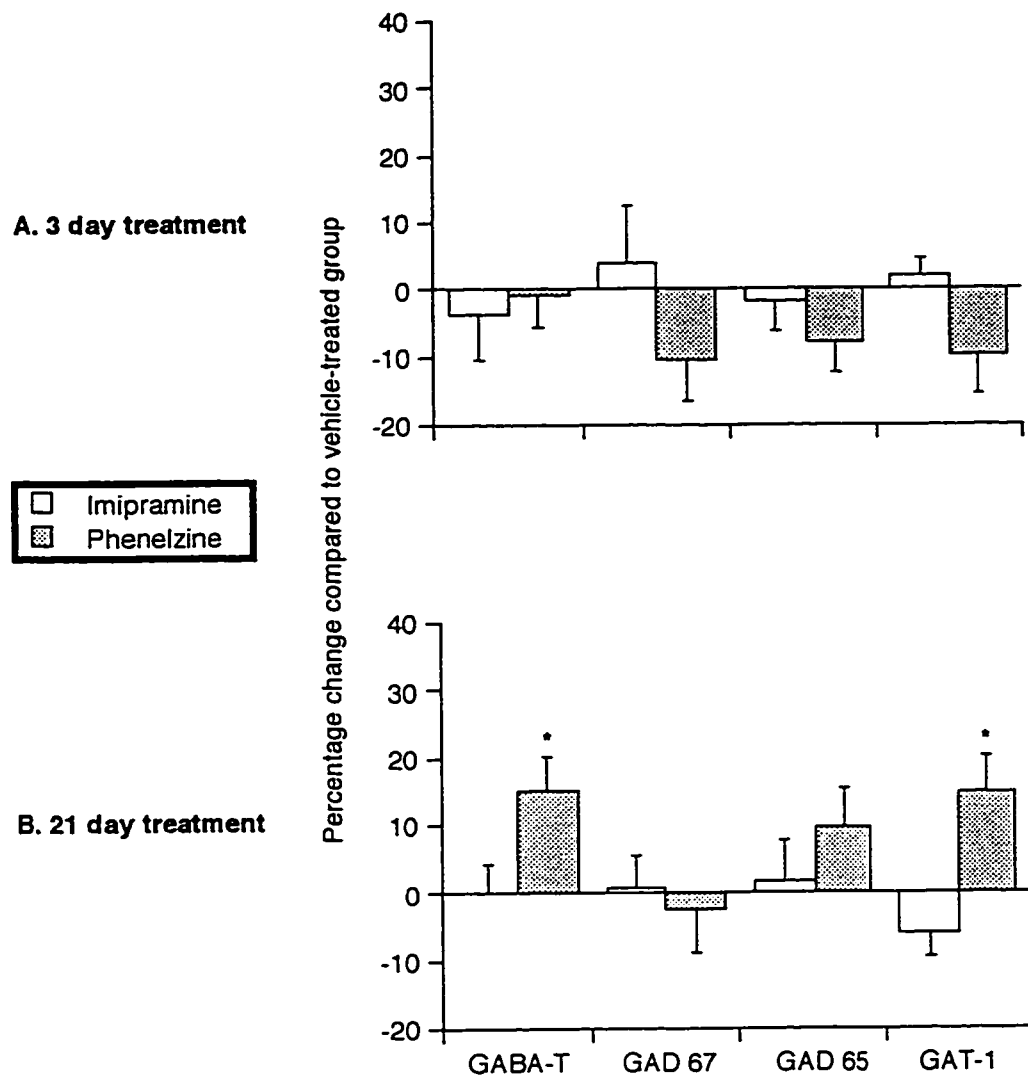 40
30
20
10
0
-10
-20
A. 3 day treatment
Percentage change compared to vehicle-treated group
Imipramine
Phenelzine
40
30
20
10
0
-10
-20
*
*
B. 21 day treatment
GABA-T GAD 67 GAD 65 GAT-1